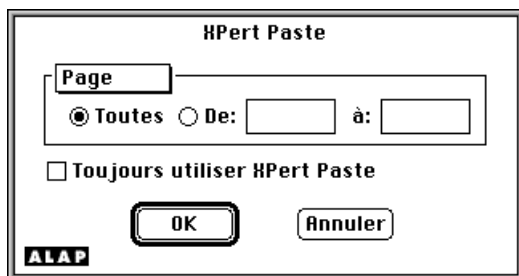 XPert Paste
Page
Toutes De: à:
Toujours utiliser XPert Paste
OK Annuler
ALAP